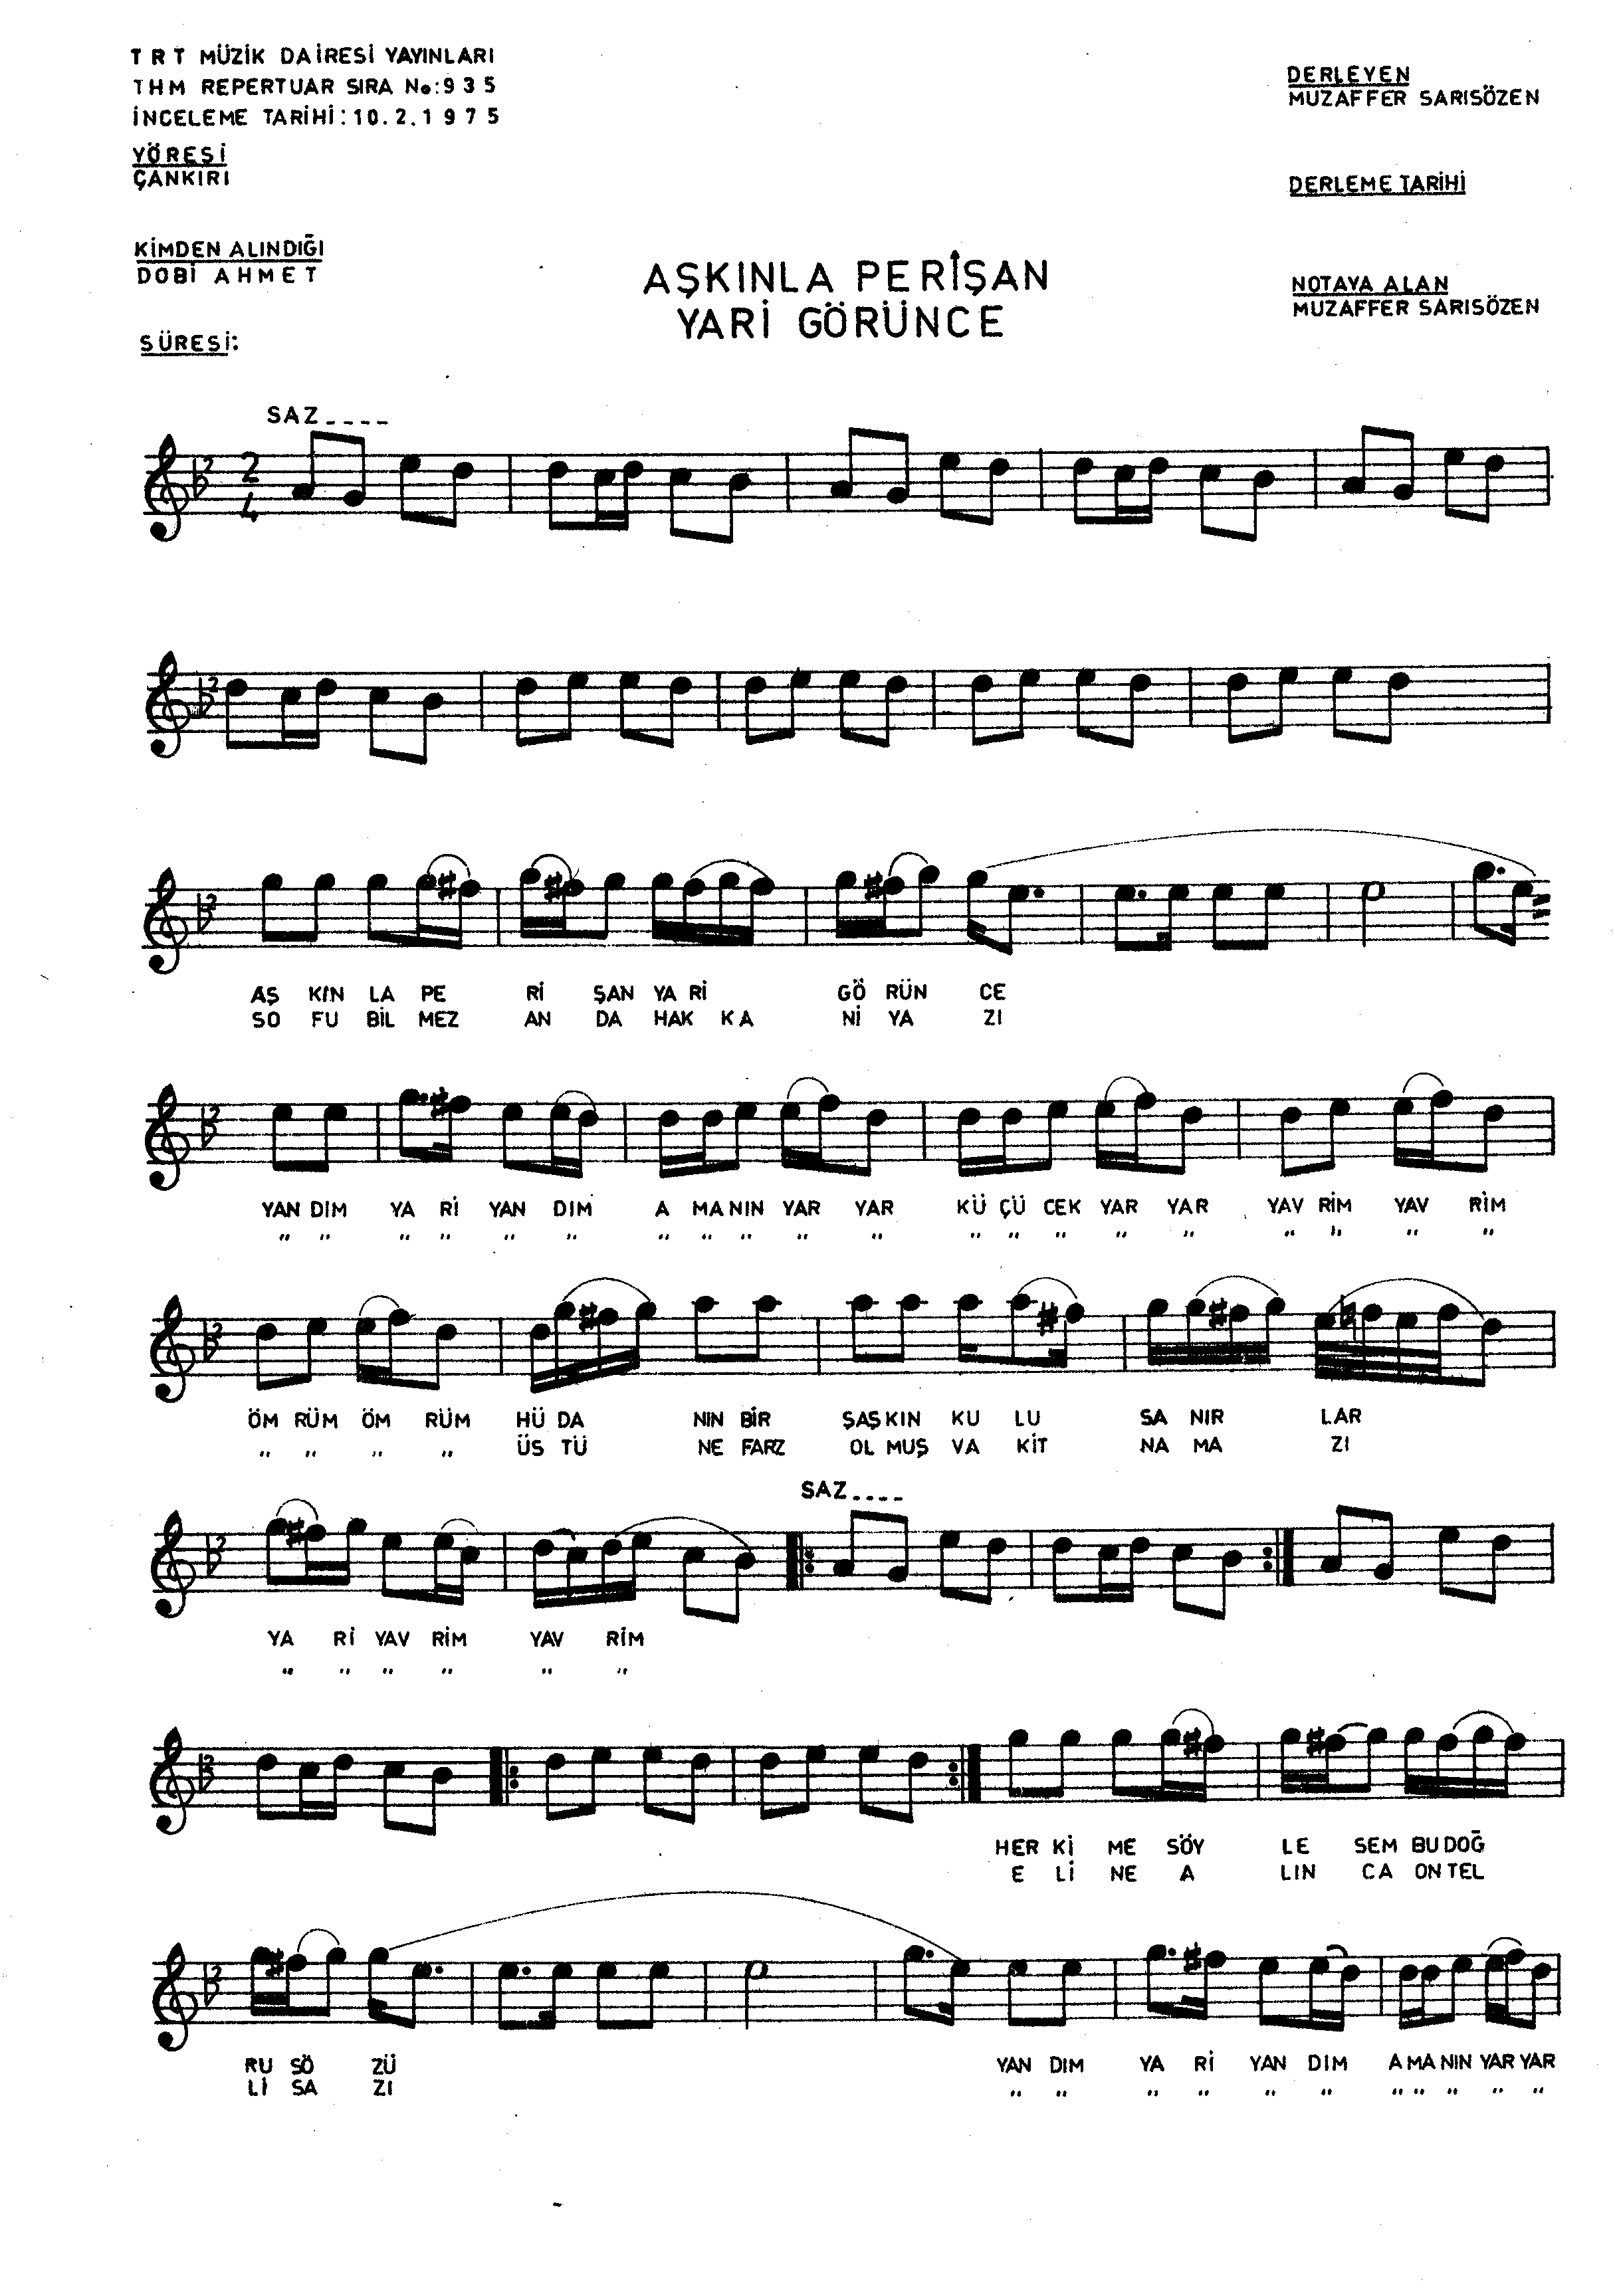 TRT MÜZİK DAİRESİ YAYINLARI
THM REPERTUAR SIRA No:935
İNCELEME TARİHİ:10.2.1975
YÖRESİ
ÇANKIRI
KİMDEN ALINDIĞI
DOBİ AHMET
SÜRESİ:
DERLEYEN
MUZAFFER SARISÖZEN
DERLEME TARİHİ
NOTAYA ALAN
MUZAFFER SARISÖZEN
AŞKINLA PERİŞAN
YARİ GÖRÜNCE
SAZ____
2
4
AŞ KIN LA PE Rİ ŞAN YA Rİ GÖ RÜN CE
SO FU BİL MEZ AN DA HAK KA Nİ YA ZI
YAN DIM YA Rİ YAN DIM A MA NIN YAR YAR KÜ ÇÜ CEK YAR YAR YAV RİM YAV RİM
" " " " " " " " " " " " " " " " " " " "
ÖM RÜM ÖM RÜM HÜ DA NIN BİR ŞAŞ KIN KU LU SA NIR LAR
" " " " ÜS TÜ NE FARZ OL MUŞ VA KİT NA MA ZI
SAZ____
YA Rİ YAV RİM YAV RİM
" " " " " "
HER Kİ ME SÖY LE SEM BU DOĞ
E Lİ NE A LIN CA ON TEL
RU SÖ ZÜ YAN DIM YA Rİ YAN DIM A MA NIN YAR YAR
Lİ SA ZI " " " " " " " " " " "